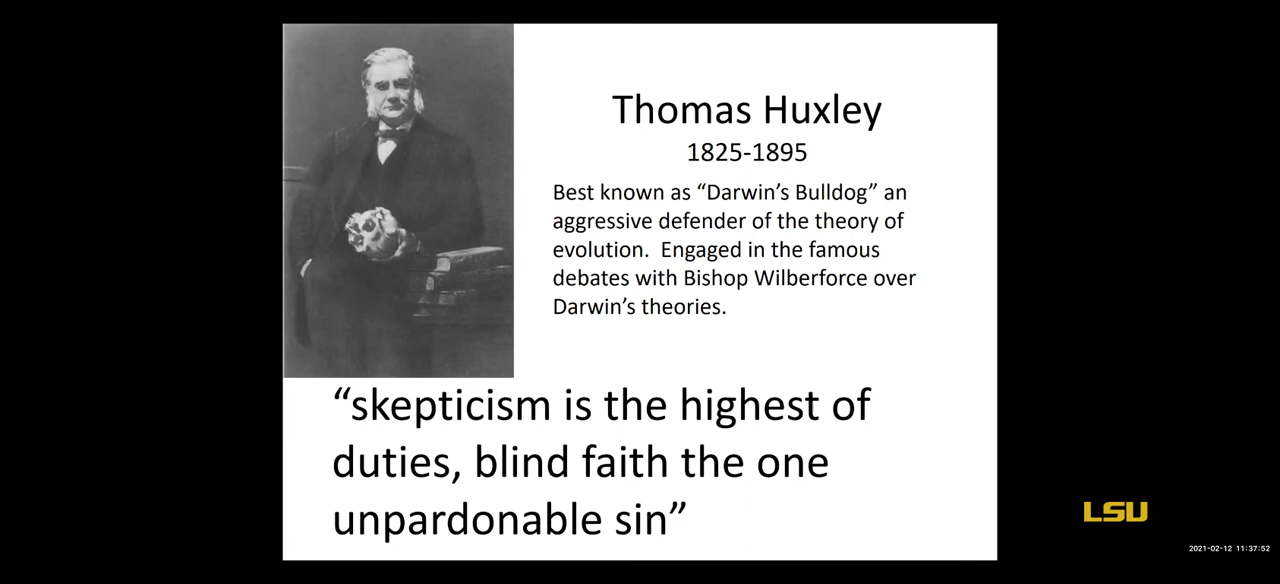 Thomas Huxley
1825-1895
Best known as “Darwin’s Bulldog” an
aggressive defender of the theory of
evolution.  Engaged in the famous
debates with Bishop Wilberforce over
Darwin’s theories.
“skepticism is the highest of
duties, blind faith the one
unpardonable sin”
LSU
2021-02-12 11:37:52